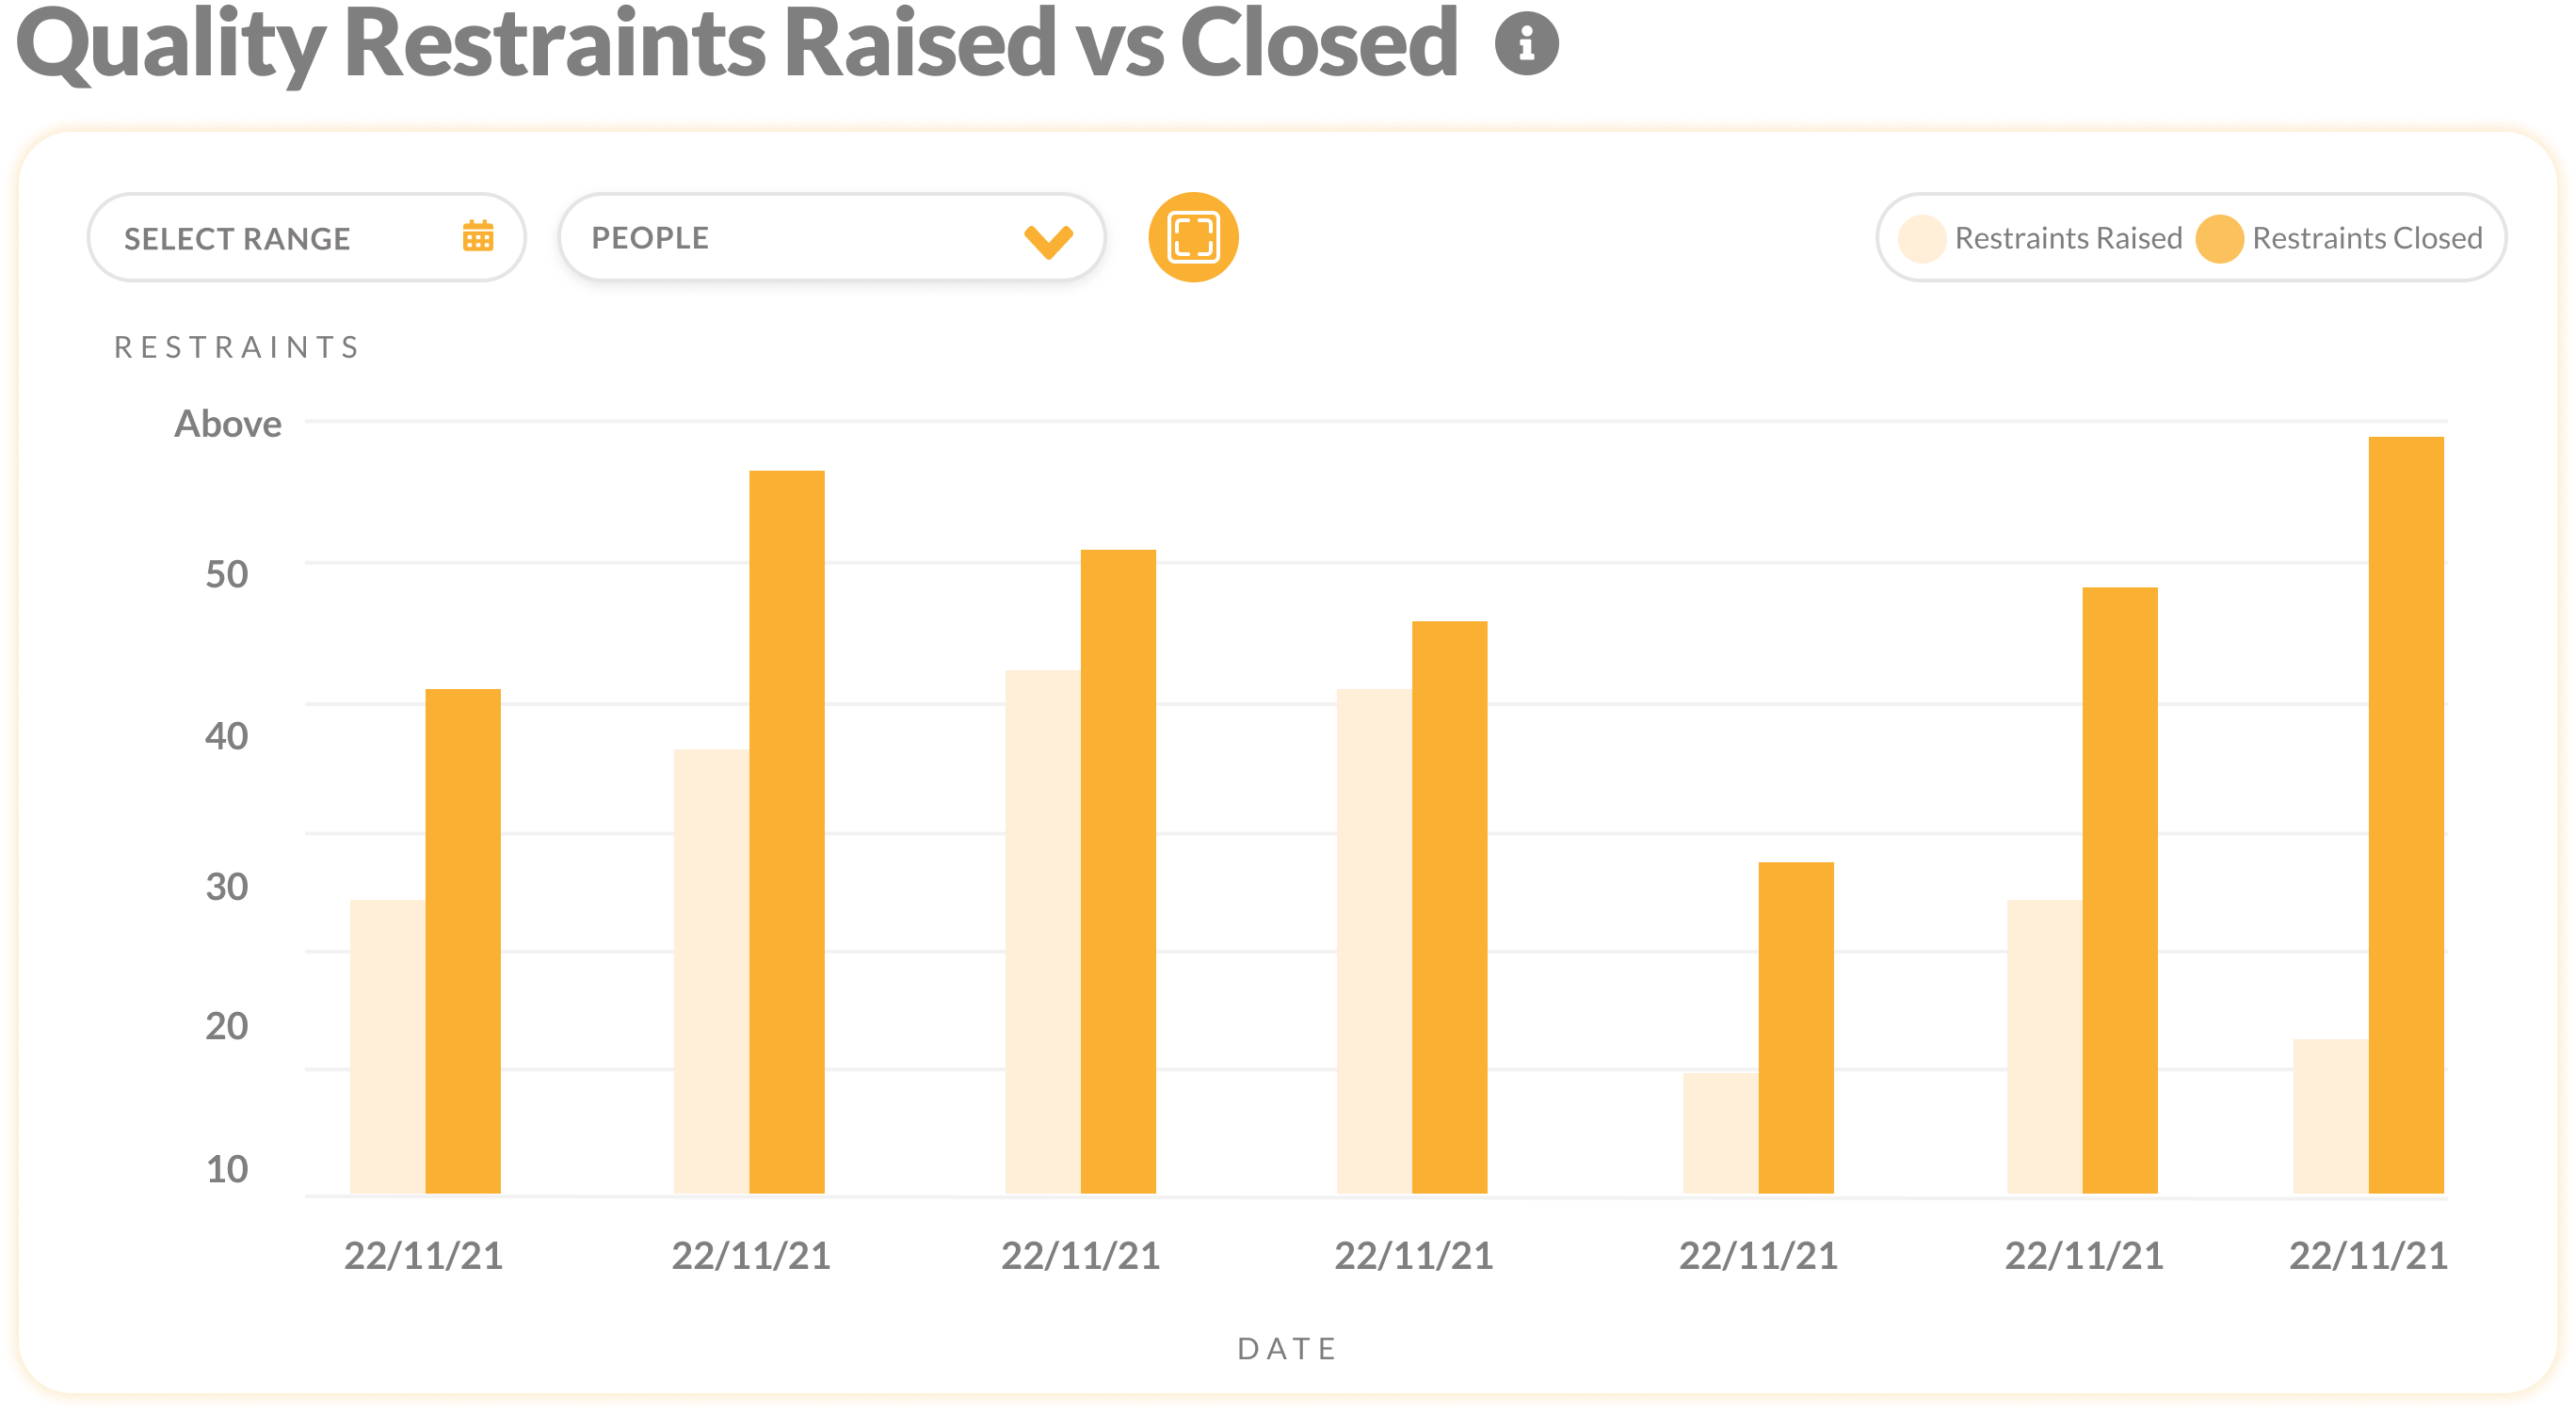 Quality Restraints Raised vs Closed
SELECT RANGE
PEOPLE
Restraints Raised
Restraints Closed
RESTRAINTS
Above
50
40
30
20
10
22/11/21
22/11/21
22/11/21
22/11/21
22/11/21
22/11/21
22/11/21
DATE